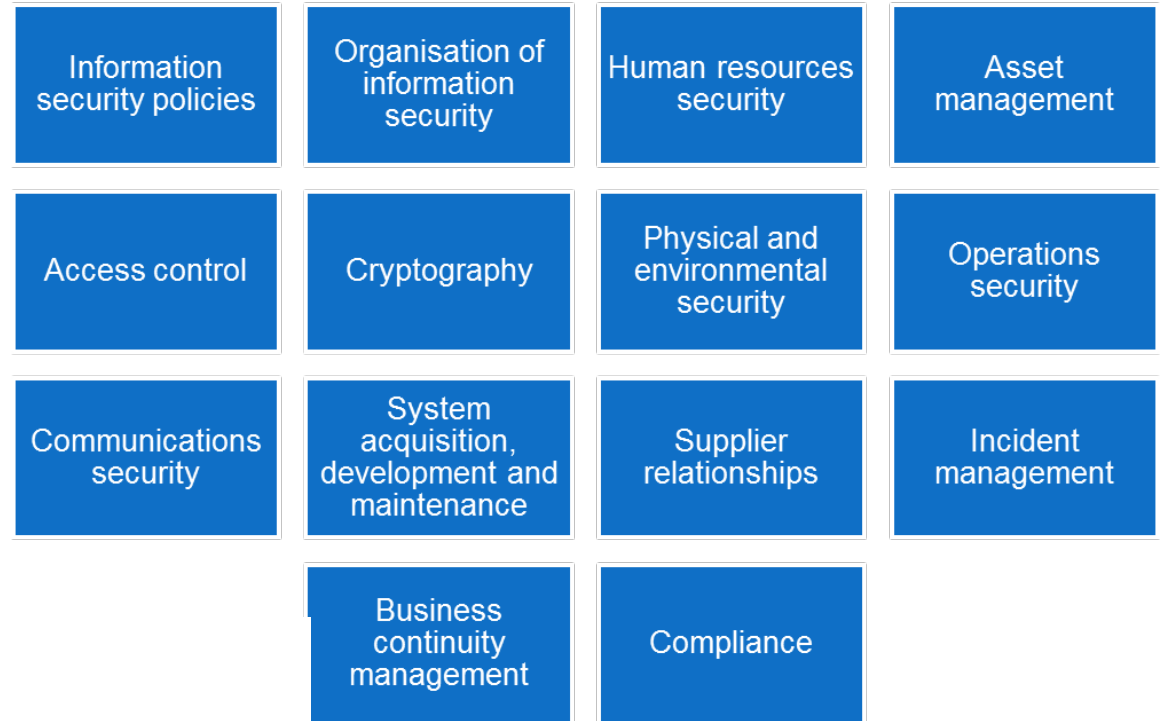 Information
security policies
Organisation of
information
security
Human resources
security
Asset
management
Access control
Cryptography
Physical and
environmental
security
Operations
security
Communications
security
System
acquisition,
development and
maintenance
Supplier
relationships
Incident
management
Business
continuity
management
Compliance